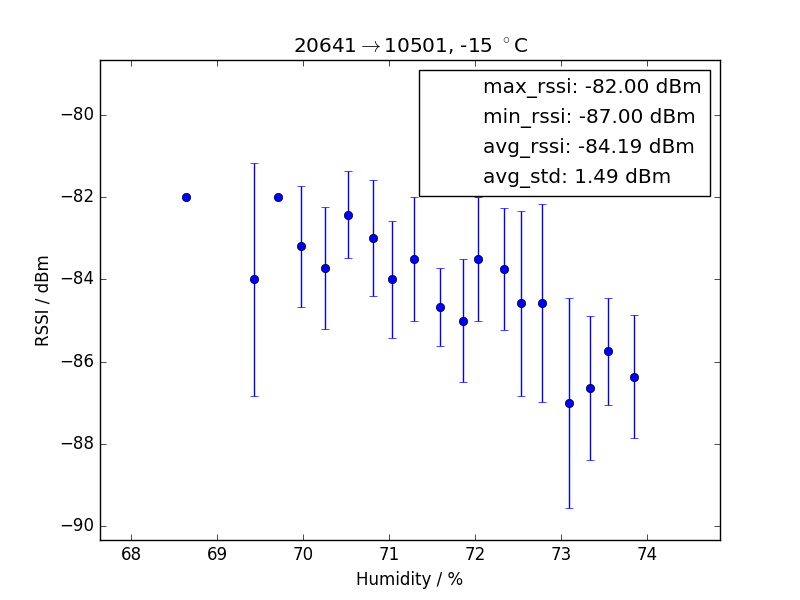 20641→10501, -15 °C
max_rssi: -82.00 dBm
min_rssi: -87.00 dBm
avg_rssi: -84.19 dBm
avg_std: 1.49 dBm
RSSI / dBm
−80
−82
−84
−86
−88
−90
68 69 70 71 72 73 74
Humidity / %